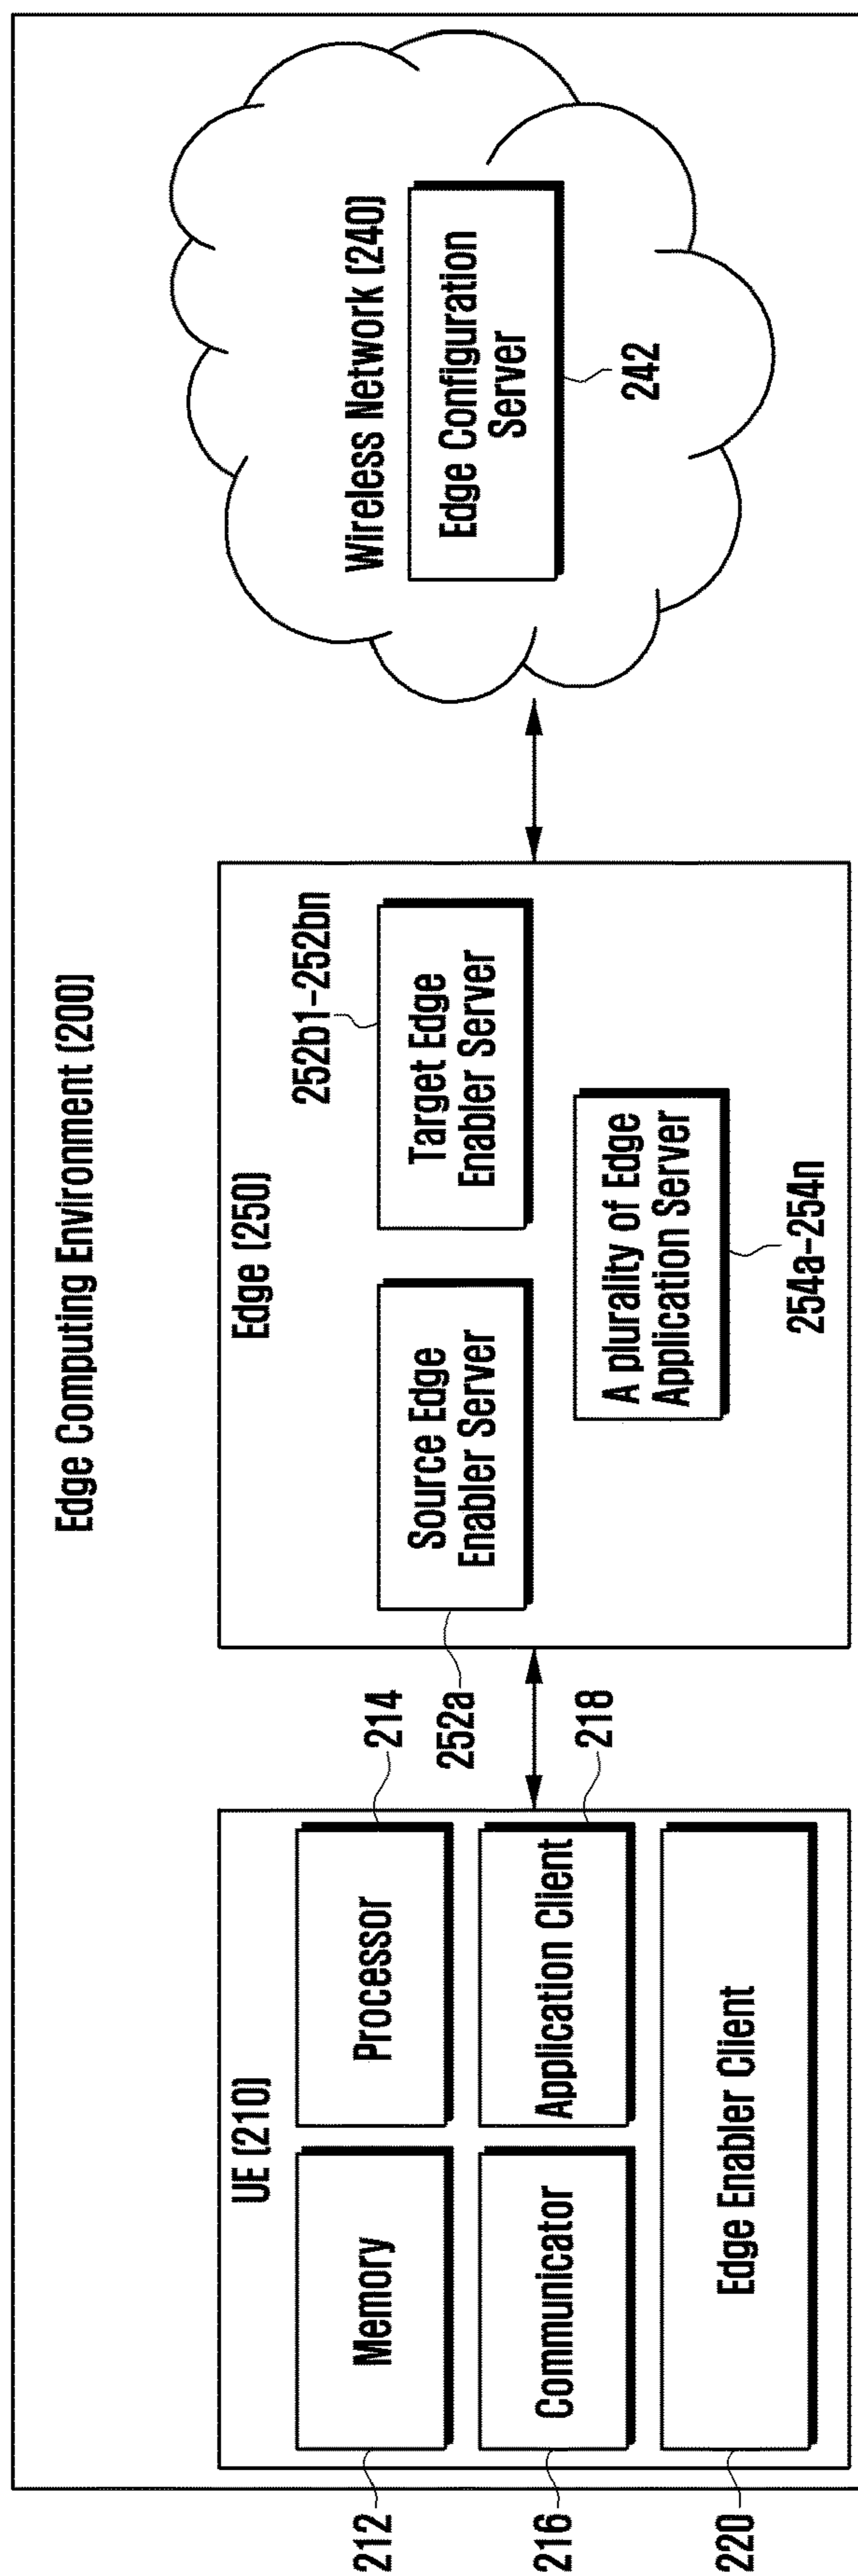 Edge Computing Environment (200)
UE (210)
Memory
Processor
Communicator
Application Client
Edge Enabler Client
212
214
216
218
220
Edge (250)
Source Edge
Enabler Server
252a
Target Edge
Enabler Server
252b1-252bn
A plurality of Edge
Application Server
254a-254n
Wireless Network (240)
Edge Configuration
Server
242